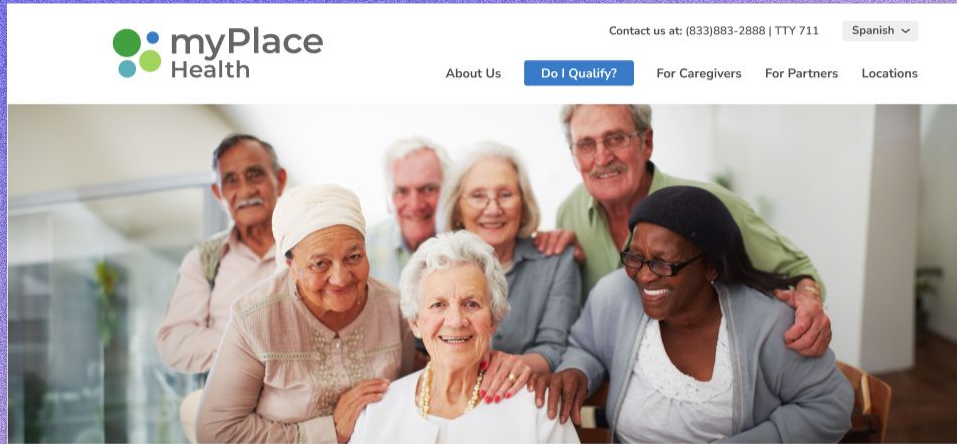 myPlace
Health
Contact us at: (833)883-2888 | TTY 711
Spanish
About Us
Do I Qualify?
For Caregivers
For Partners
Locations